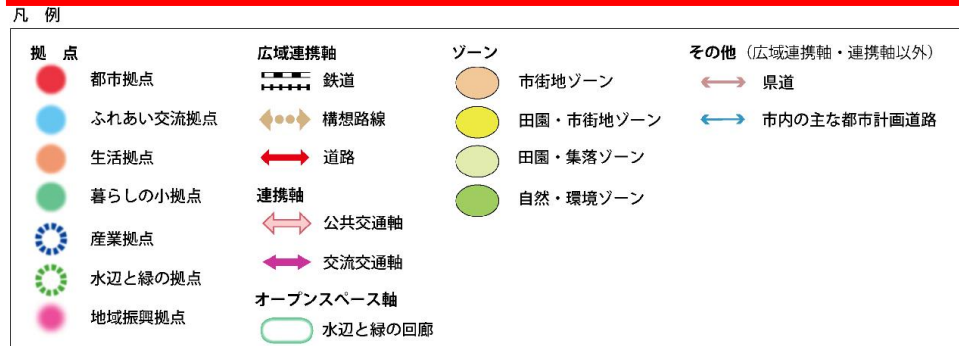 凡 例
拠 点
都市拠点
ふれあい交流拠点
生活拠点
暮らしの小拠点
産業拠点
水辺と緑の拠点
地域振興拠点
広域連携軸
鉄道
構想路線
道路
連携軸
公共交通軸
交流交通軸
オープンスペース軸
水辺と緑の回廊
ゾーン
市街地ゾーン
田園・市街地ゾーン
田園・集落ゾーン
自然・環境ゾーン
その他（広域連携軸・連携軸以外）
県道
市内の主な都市計画道路